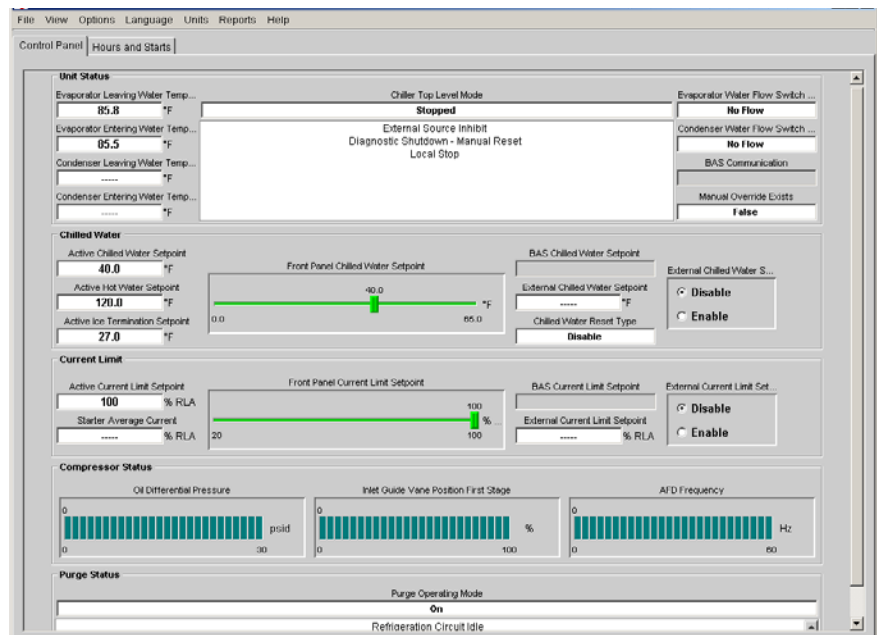 File View Options Language Units Reports Help
Control Panel Hours and Starts
Unit Status
Evaporator Leaving Water Temp...
85.8 °F
Evaporator Entering Water Temp...
85.5 °F
Condenser Leaving Water Temp...
----- °F
Condenser Entering Water Temp...
----- °F
Chiller Top Level Mode
Stopped
External Source Inhibit
Diagnostic Shutdown - Manual Reset
Local Stop
Evaporator Water Flow Switch ...
No Flow
Condenser Water Flow Switch ...
No Flow
BAS Communication
Manual Override Exists
False
Chilled Water
Active Chilled Water Setpoint
40.0 °F
Active Hot Water Setpoint
120.0 °F
Active Ice Termination Setpoint
27.0 °F
Front Panel Chilled Water Setpoint
40.0
°F
0.0 65.0
BAS Chilled Water Setpoint
External Chilled Water Setpoint
----- °F
Chilled Water Reset Type
Disable
External Chilled Water S...
Disable
Enable
Current Limit
Active Current Limit Setpoint
100 % RLA
Starter Average Current
----- % RLA
Front Panel Current Limit Setpoint
100
% ...
20 100
BAS Current Limit Setpoint
External Current Limit Setpoint
----- % RLA
External Current Limit Set...
Disable
Enable
Compressor Status
Oil Differential Pressure
0
psid
0 30
Inlet Guide Vane Position First Stage
0
%
0 100
AFD Frequency
0
Hz
0 60
Purge Status
Purge Operating Mode
On
Refrigeration Circuit Idle